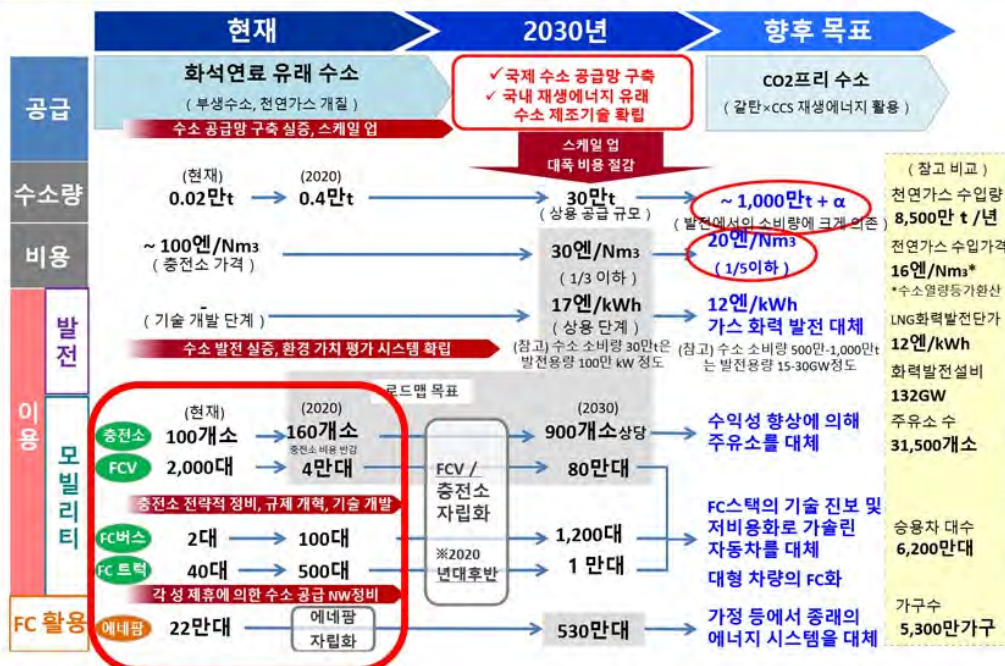 현재
2030년
향후 목표
공급
화석연료 유래 수소
( 부생수소, 천연가스 개질 )
✓국제 수소 공급망 구축
✓ 국내 재생에너지 유래
수소 제조기술 확립
CO2프리 수소
( 갈탄×CCS 재생에너지 활용 )
수소 공급망 구축 실증, 스케일 업
스케일 업
대폭 비용 절감
수소량
(현재)
0.02만t
(2020)
0.4만t
30만t
( 상용 공급 규모 )
~ 1,000만t + α
( 발전에서의 소비량에 크게 의존 )
비용
~ 100엔/Nm3
( 충전소 가격 )
30엔/Nm3
( 1/3 이하 )
20엔/Nm3
( 1/5이하 )
이용
발전
-
( 기술 개발 단계 )
17엔/kWh
( 상용 단계 )
12엔/kWh
가스 화력 발전 대체
수소 발전 실증, 환경 가치 평가 시스템 확립
(참고) 수소 소비량 30만t은
발전용량 100만 kW 정도
(참고) 수소 소비량 500만-1,000만t
는 발전용량 15-30GW정도
로드맵 목표
모빌리티
(현재)
(2020)
(2030)
충전소
100개소
160개소
충전소 비용 반감
900개소상당
수익성 향상에 의해
주유소를 대체
FCV
2,000대
4만대
80만대
FCV /
충전소
자립화
※2020
년대후반
충전소 전략적 정비, 규제 개혁, 기술 개발
FC버스
2대
100대
1,200대
FC 트럭
40대
500대
1 만대
FC스택의 기술 진보 및
저비용화로 가솔린
자동차를 대체
대형 차량의 FC화
각 성 제휴에 의한 수소 공급 NW정비
FC 활용
에네팜
22만대
에네팜
자립화
530만대
가정 등에서 종래의
에너지 시스템을 대체
( 참고 비교 )
천연가스 수입량
8,500만 t /년
천연가스 수입가격
16엔/Nm3*
*수소열량등가환산
LNG화력발전단가
12엔/kWh
화력발전설비
132GW
주유소 수
31,500개소
승용차 대수
6,200만대
가구수
5,300만가구